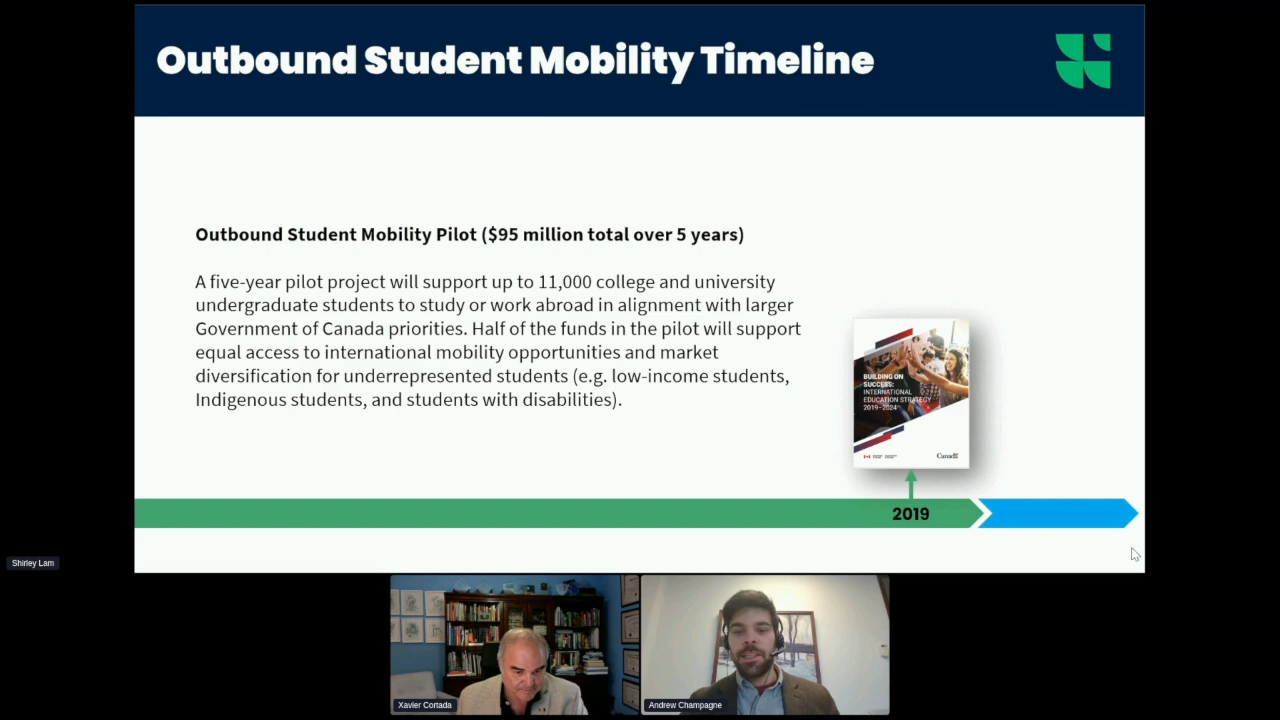 Outbound Student Mobility Timeline
Outbound Student Mobility Pilot ($95 million total over 5 years)
A five-year pilot project will support up to 11,000 college and university
undergraduate students to study or work abroad in alignment with larger
Government of Canada priorities. Half of the funds in the pilot will support
equal access to international mobility opportunities and market
diversification for underrepresented students (e.g. low-income students,
Indigenous students, and students with disabilities).
BUILDING ON
SUCCESS:
INTERNATIONAL
EDUCATION STRATEGY
2019–2024
Canada
2019
Shirley Lam
Xavier Cortada
Andrew Champagne